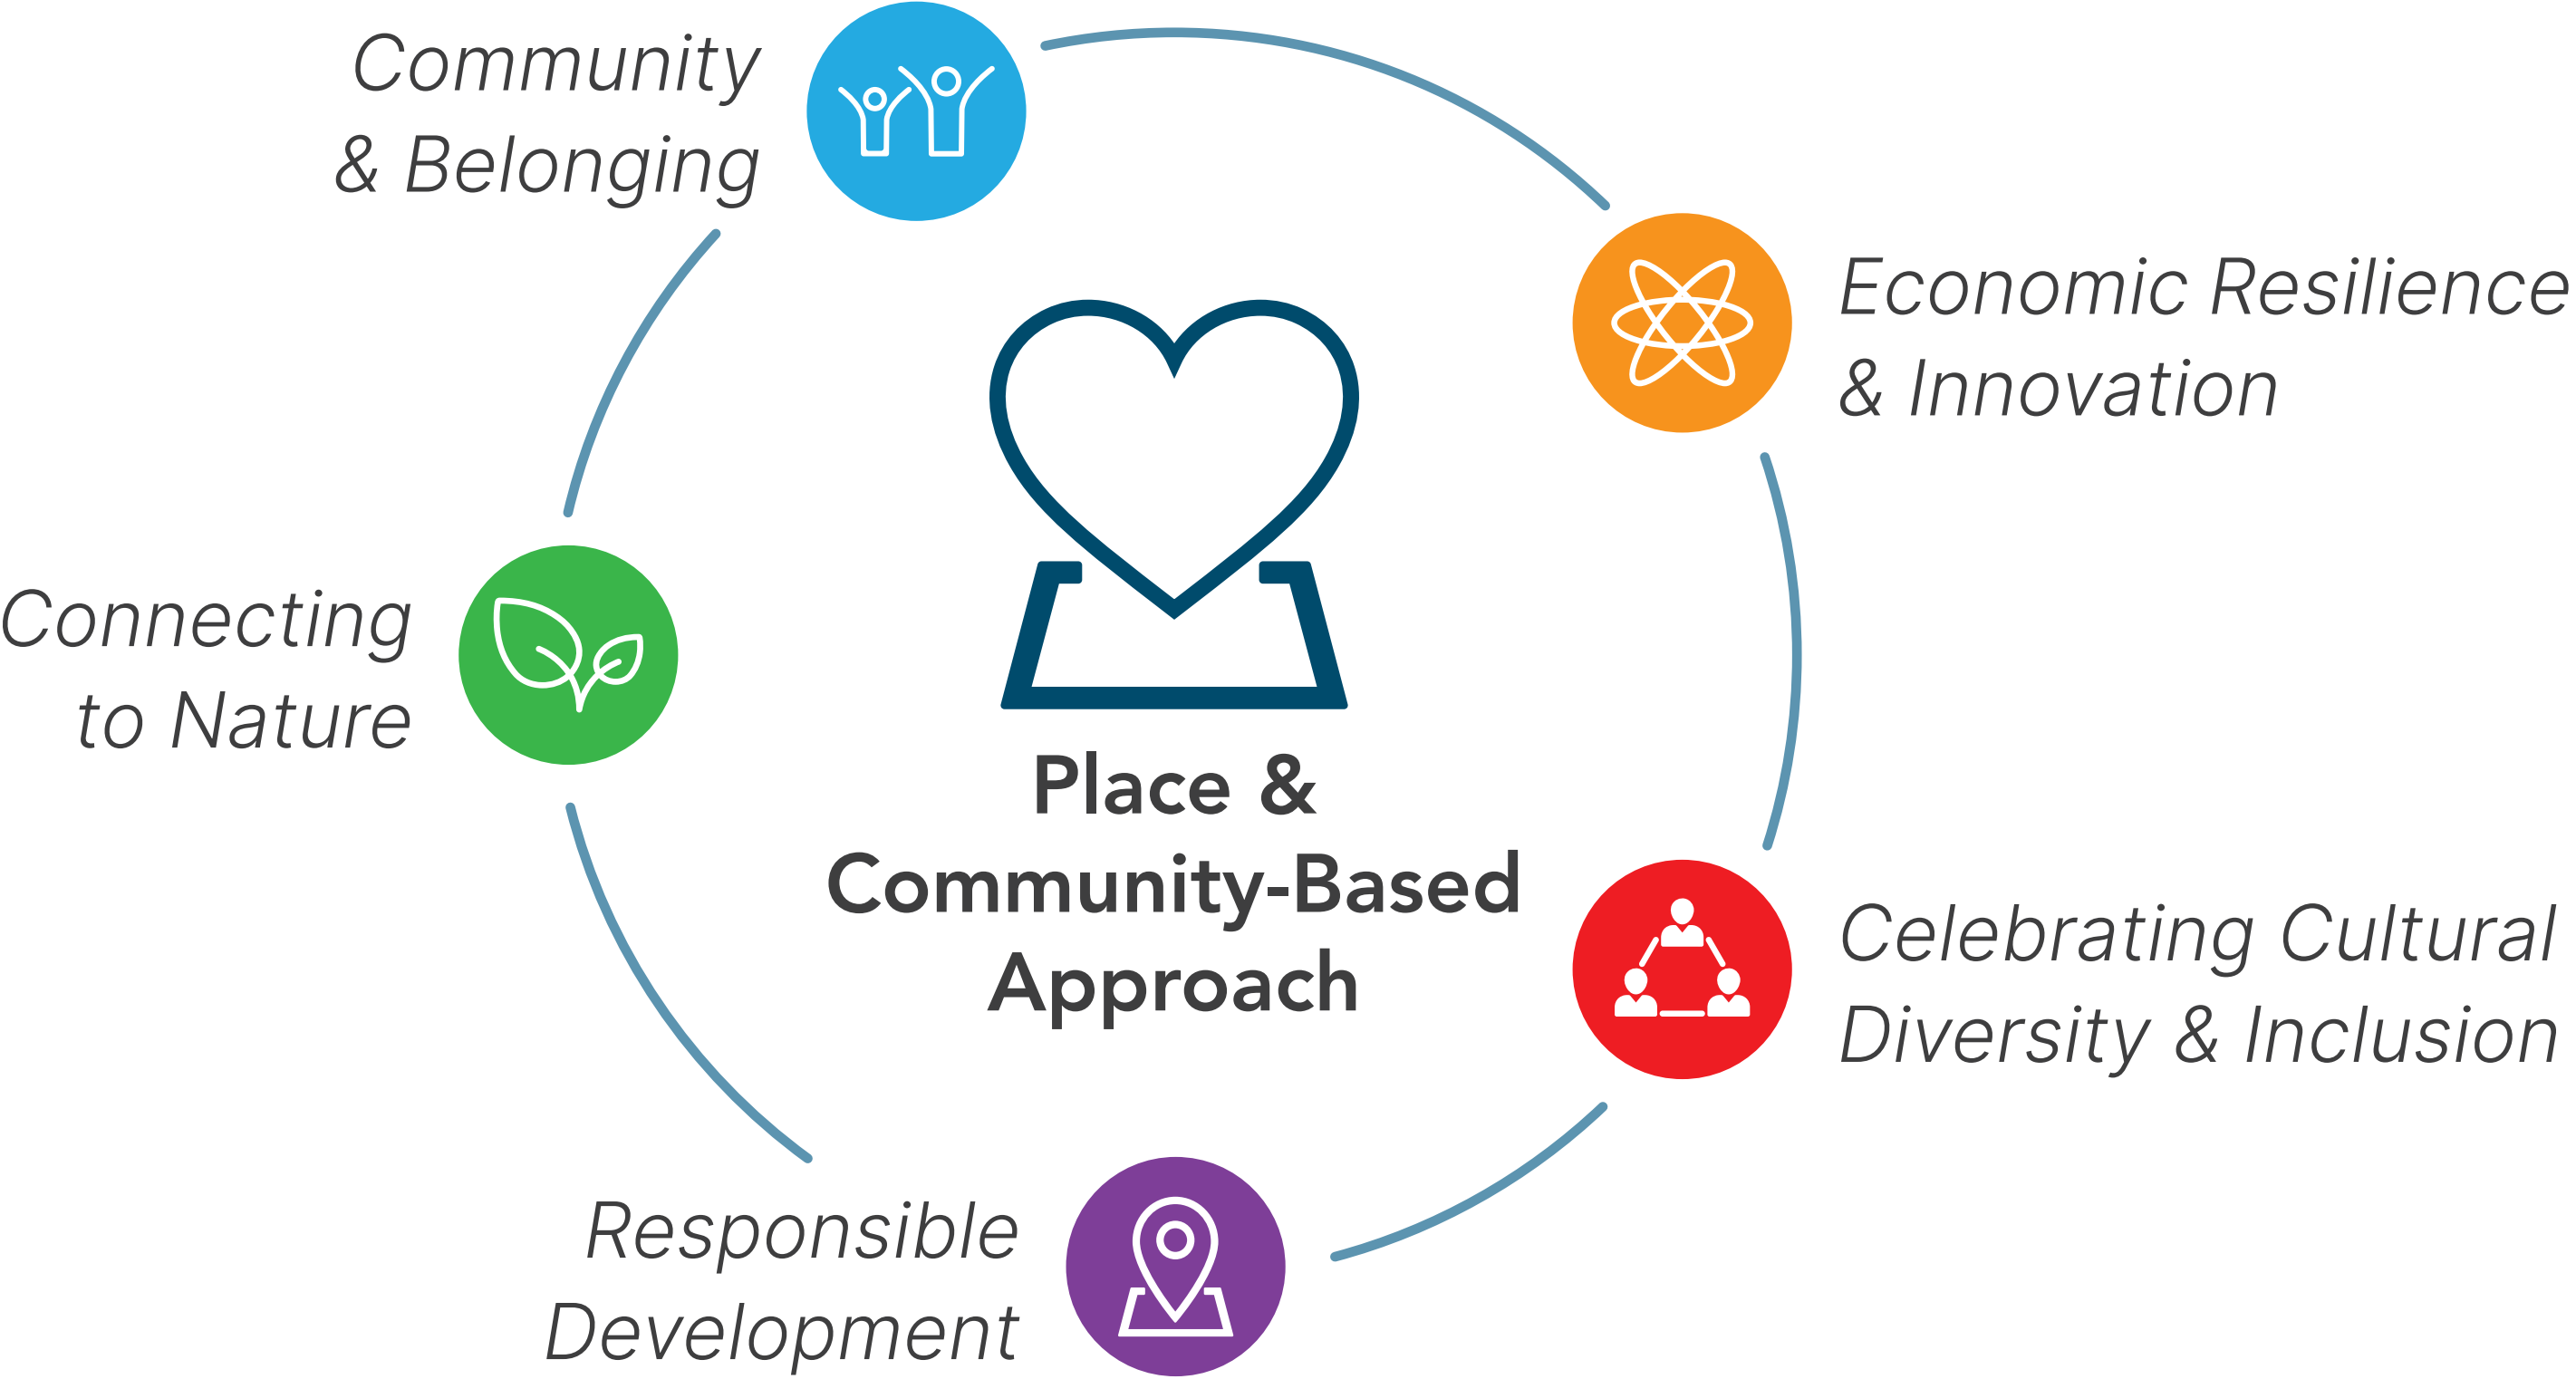 Community
& Belonging
Economic Resilience
& Innovation
Connecting
to Nature
Place &
Community-Based
Approach
Celebrating Cultural
Diversity & Inclusion
Responsible
Development